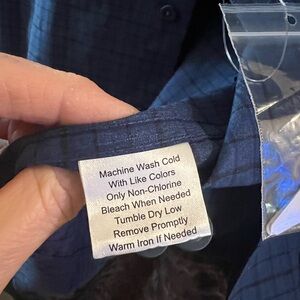 Machine Wash Cold
With Like Colors
Only Non-Chlorine
Bleach When Needed
Tumble Dry Low
Remove Promptly
Warm Iron If Needed